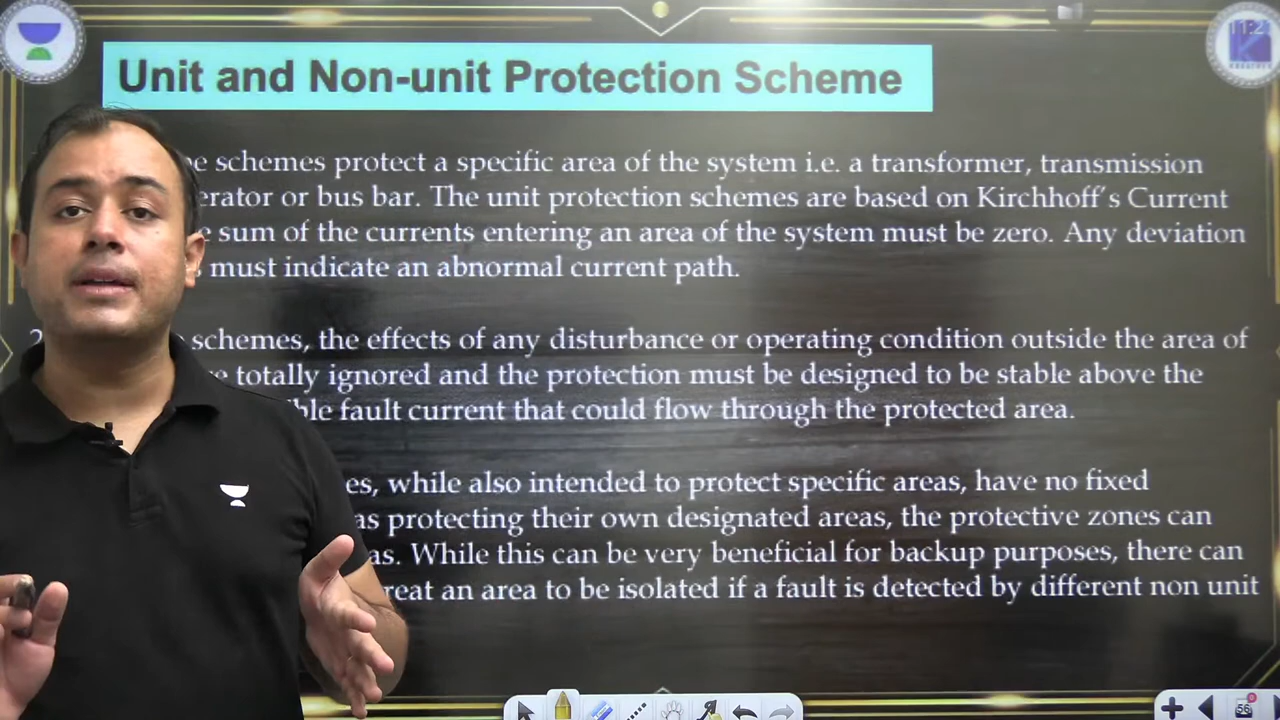 Unit and Non-unit Protection Scheme
schemes protect a specific area of the system i.e. a transformer, transmission
or bus bar. The unit protection schemes are based on Kirchhoff's Current
sum of the currents entering an area of the system must be zero. Any deviation
must indicate an abnormal current path.
2
schemes, the effects of any disturbance or operating condition outside the area of
totally ignored and the protection must be designed to be stable above the
fault current that could flow through the protected area.
while also intended to protect specific areas, have no fixed
as protecting their own designated areas, the protective zones can
While this can be very beneficial for backup purposes, there can
an area to be isolated if a fault is detected by different non unit
56